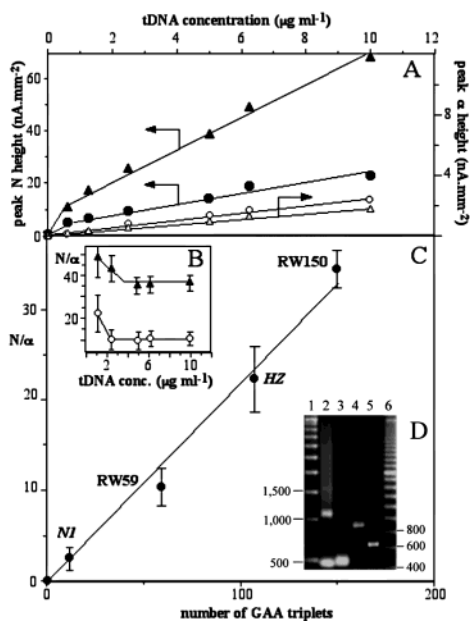 tDNA concentration (μg ml⁻¹)
0 2 4 6 8 10 12
A
peak N height (nA.mm⁻²)
60
40
20
0
peak α height (nA.mm⁻²)
8
4
0
B
N/α
40
10
2 6 10
tDNA conc. (μg ml⁻¹)
C
RW150
HZ
RW59
N1
N/α
30
20
10
0
0 100 200
number of GAA triplets
D
1 2 3 4 5 6
1,500
1,000
500
800
600
400